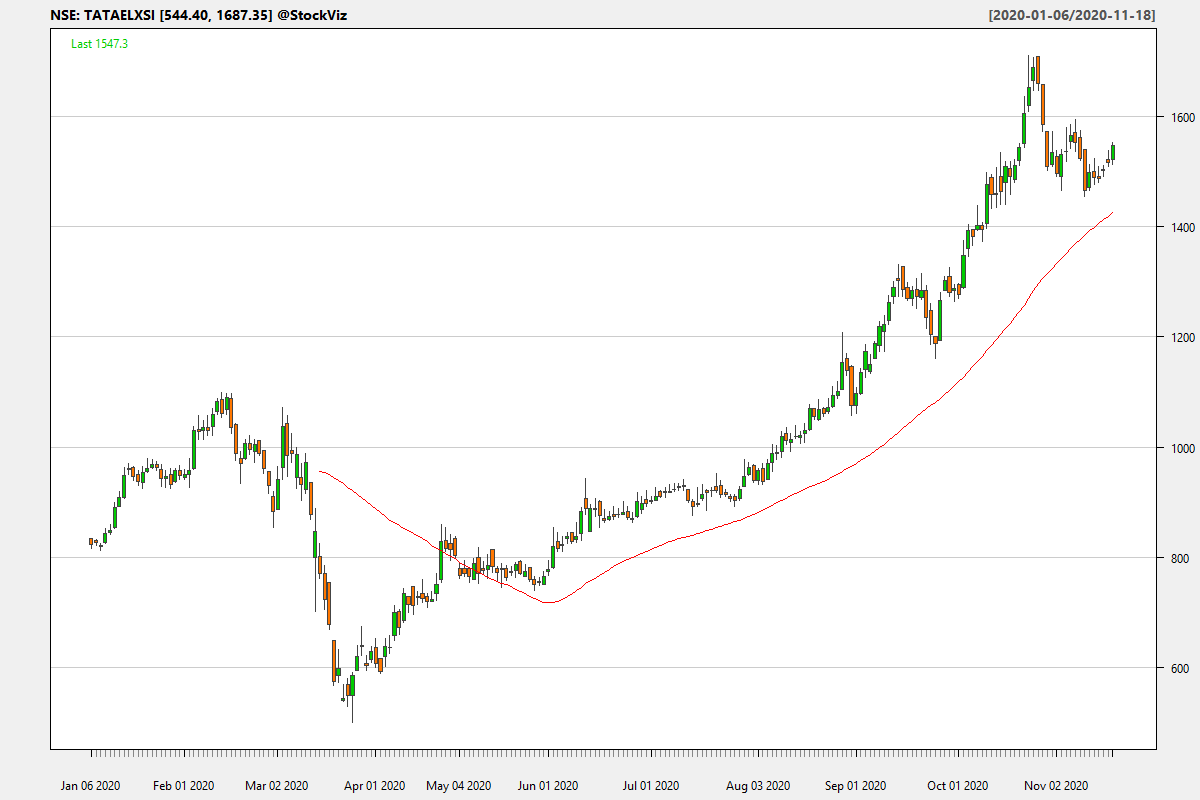 NSE: TATAELXSI [544.40, 1687.35] @StockViz [2020-01-06/2020-11-18]
Last 1547.3
1600
1400
1200
1000
800
600
Jan 06 2020 Feb 01 2020 Mar 02 2020 Apr 01 2020 May 04 2020 Jun 01 2020 Jul 01 2020 Aug 03 2020 Sep 01 2020 Oct 01 2020 Nov 02 2020